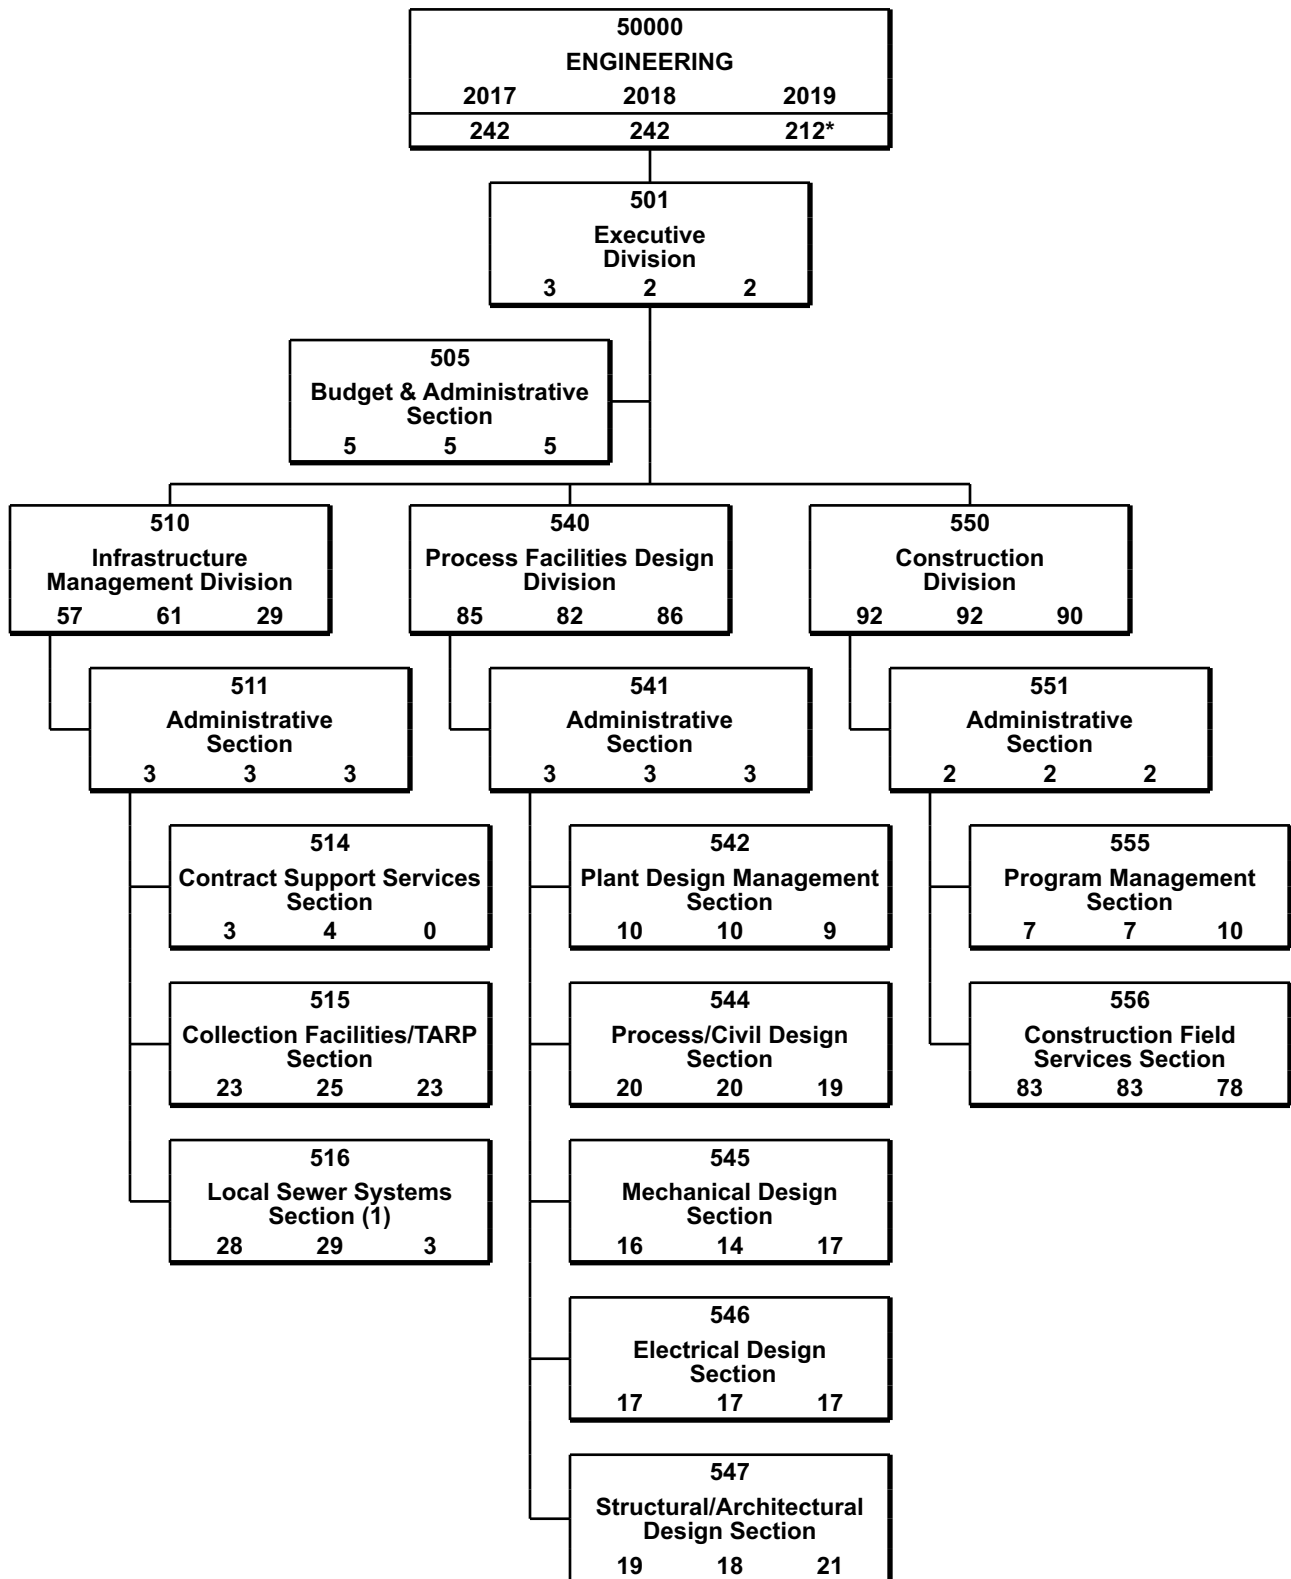 50000
ENGINEERING
2017 2018 2019
242 242 212*
501
Executive
Division
3 2 2
505
Budget & Administrative
Section
5 5 5
510
Infrastructure
Management Division
57 61 29
540
Process Facilities Design
Division
85 82 86
550
Construction
Division
92 92 90
511
Administrative
Section
3 3 3
541
Administrative
Section
3 3 3
551
Administrative
Section
2 2 2
514
Contract Support Services
Section
3 4 0
542
Plant Design Management
Section
10 10 9
555
Program Management
Section
7 7 10
515
Collection Facilities/TARP
Section
23 25 23
544
Process/Civil Design
Section
20 20 19
556
Construction Field
Services Section
83 83 78
516
Local Sewer Systems
Section (1)
28 29 3
545
Mechanical Design
Section
16 14 17
546
Electrical Design
Section
17 17 17
547
Structural/Architectural
Design Section
19 18 21